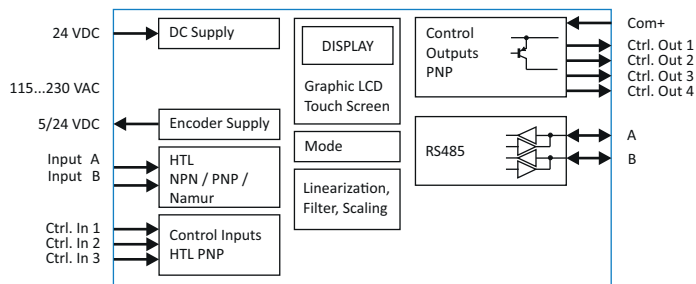 24 VDC
DC Supply
115...230 VAC
5/24 VDC
Encoder Supply
Input A
Input B
HTL
NPN / PNP /
Namur
Ctrl. In 1
Ctrl. In 2
Ctrl. In 3
Control Inputs
HTL PNP
DISPLAY
Graphic LCD
Touch Screen
Mode
Linearization,
Filter, Scaling
Control
Outputs
PNP
Com+
Ctrl. Out 1
Ctrl. Out 2
Ctrl. Out 3
Ctrl. Out 4
RS485
A
B